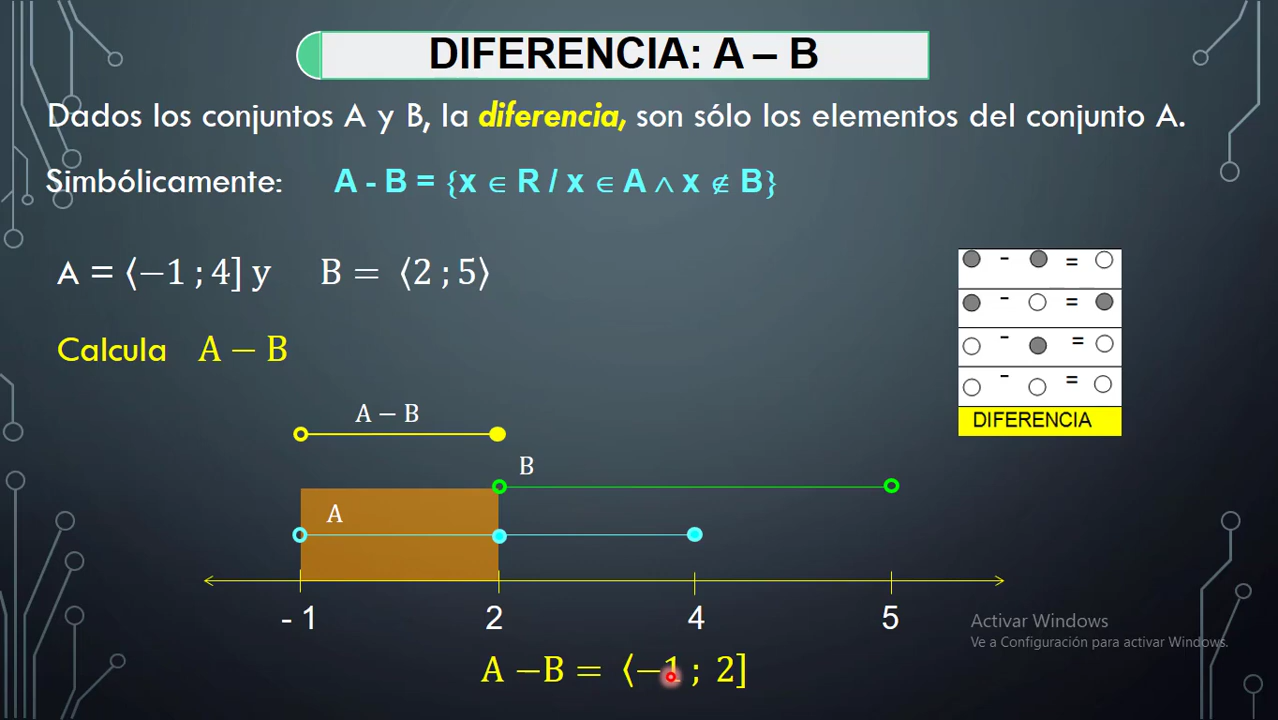 DIFERENCIA: A – B
Dados los conjuntos A y B, la diferencia, son sólo los elementos del conjunto A.
Simbólicamente: A - B = {x ∈ R / x ∈ A ∧ x ∉ B}
A = ⟨−1 ; 4] y B = ⟨2 ; 5⟩
Calcula A − B
- =
- =
- =
- =
DIFERENCIA
A − B
B
A
- 1 2 4 5
Activar Windows
Ve a Configuración para activar Windows.
A −B = ⟨−1 ; 2]